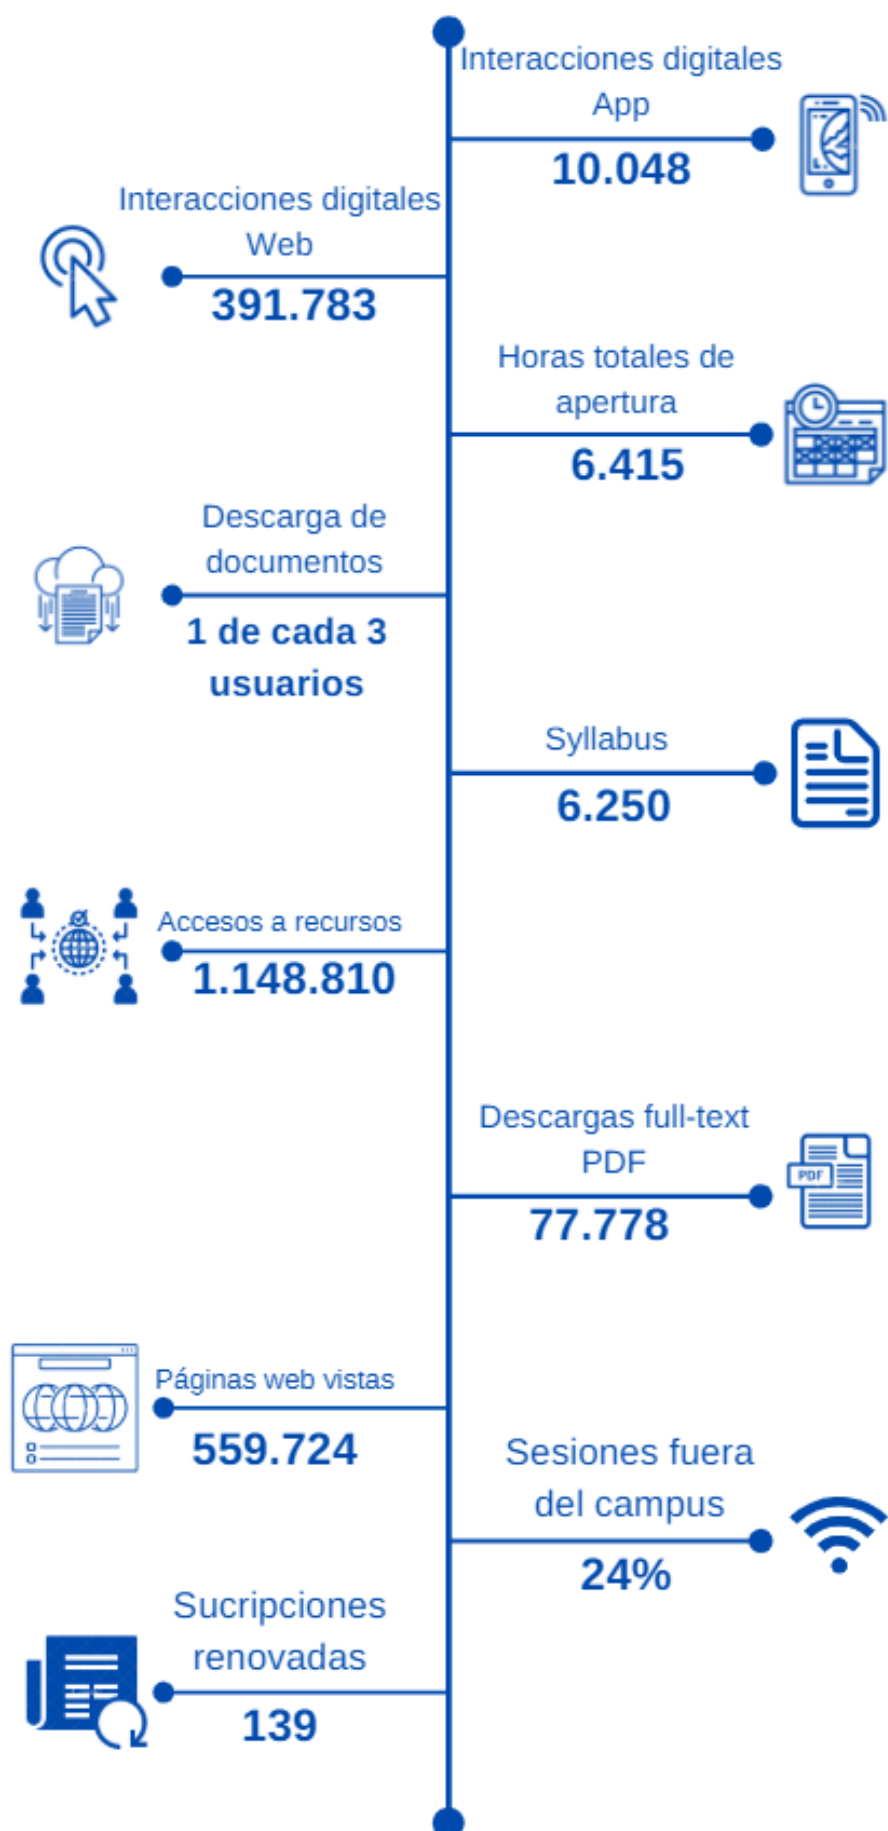 Interacciones digitales
App
10.048
Interacciones digitales
Web
391.783
Horas totales de
apertura
6.415
Descarga de
documentos
1 de cada 3
usuarios
Syllabus
6.250
Accesos a recursos
1.148.810
Descargas full-text
PDF
77.778
PDF
Páginas web vistas
559.724
Sesiones fuera
del campus
24%
Sucripciones
renovadas
139